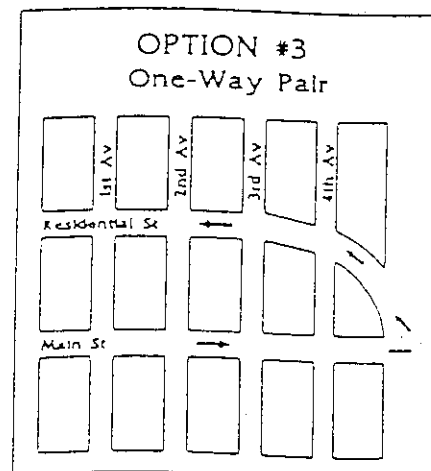 OPTION #3
One-Way Pair
1st Av
2nd Av
3rd Av
4th Av
Residential St
Main St